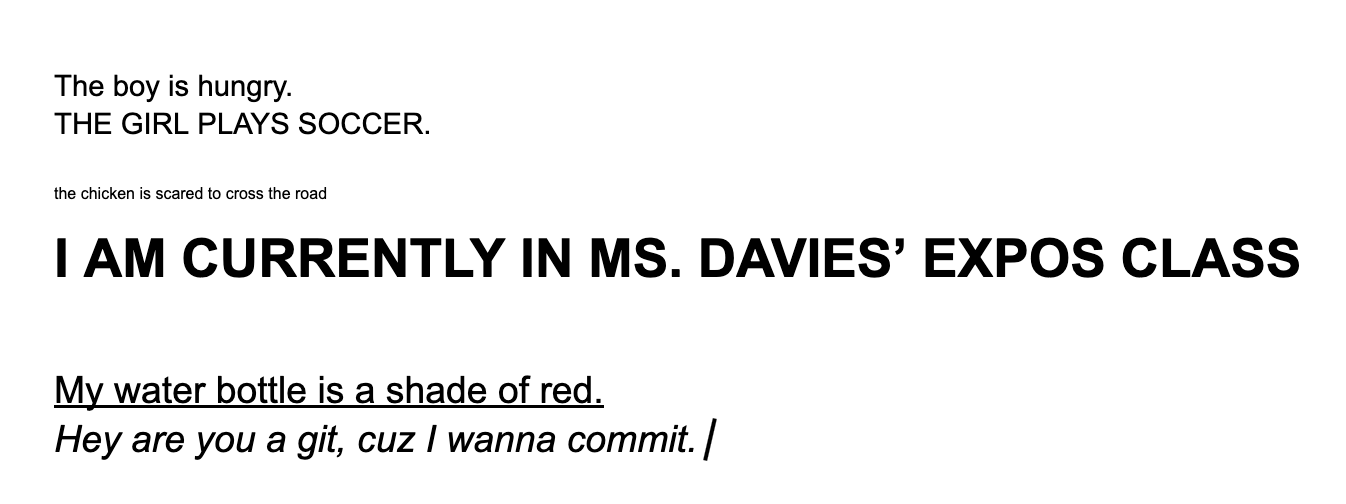 The boy is hungry.
THE GIRL PLAYS SOCCER.
the chicken is scared to cross the road
I AM CURRENTLY IN MS. DAVIES’ EXPOS CLASS
My water bottle is a shade of red.
Hey are you a git, cuz I wanna commit.